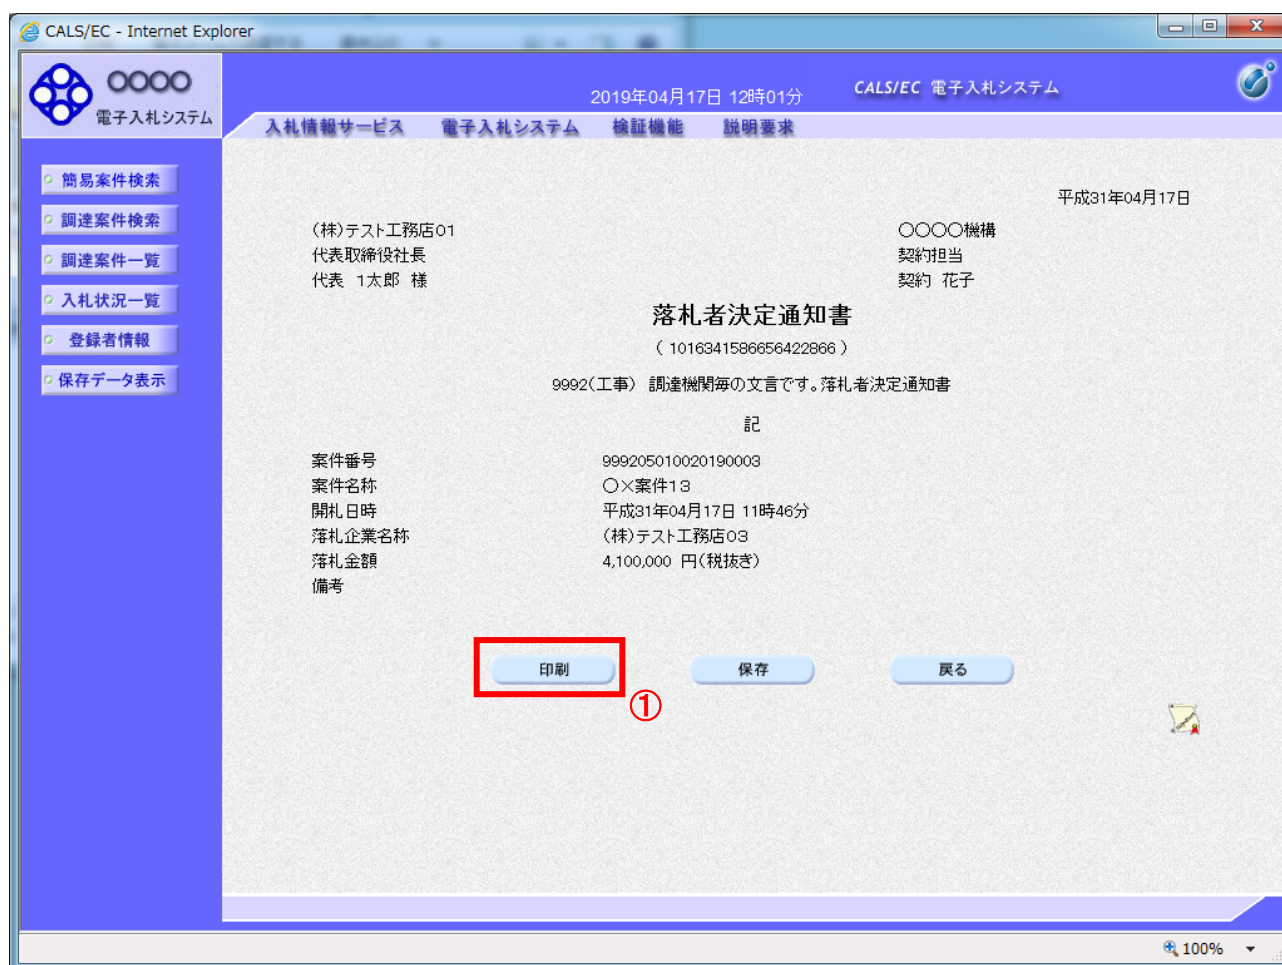 CALS/EC - Internet Explorer
OOOO
電子入札システム
2019年04月17日 12時01分
CALS/EC 電子入札システム
入札情報サービス 電子入札システム 検証機能 説明要求
簡易案件検索
調達案件検索
調達案件一覧
入札状況一覧
登録者情報
保存データ表示
平成31年04月17日
(株)テスト工務店01
代表取締役社長
代表 1太郎 様
〇〇〇〇機構
契約担当
契約 花子
落札者決定通知書
( 1016341586656422866 )
9992(工事) 調達機関毎の文言です。落札者決定通知書
記
案件番号 999205010020190003
案件名称 〇×案件13
開札日時 平成31年04月17日 11時46分
落札企業名称 (株)テスト工務店03
落札金額 4,100,000 円(税抜き)
備考
印刷 保存 戻る
①
100%